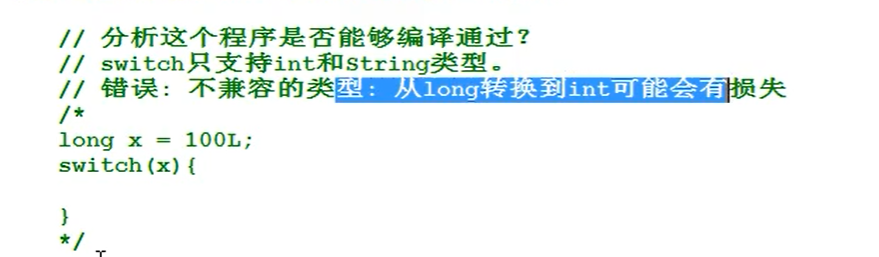 // 分析这个程序是否能够编译通过?
// switch只支持int和String类型。
// 错误: 不兼容的类型: 从long转换到int可能会有损失
/*
long x = 100L;
switch(x){
}
*/